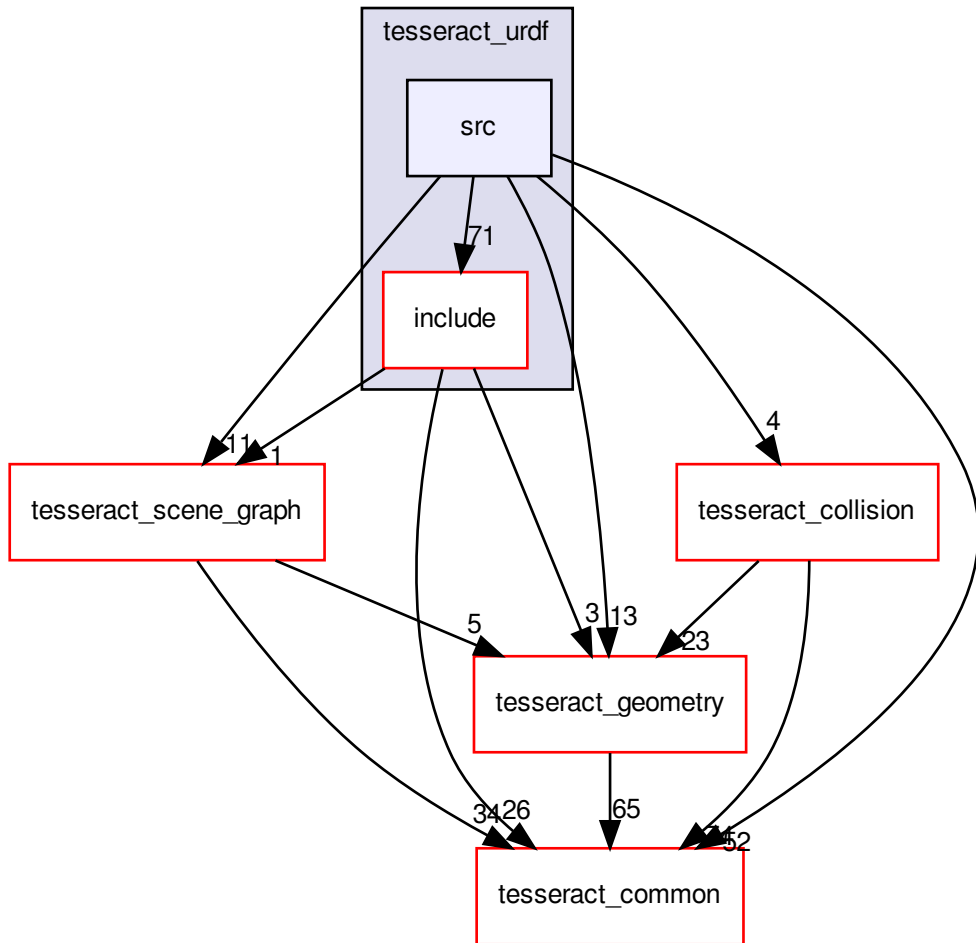 tesseract_urdf
src
71
include
4
11
1
tesseract_scene_graph
tesseract_collision
5
3
13
23
tesseract_geometry
34
26
65
52
tesseract_common